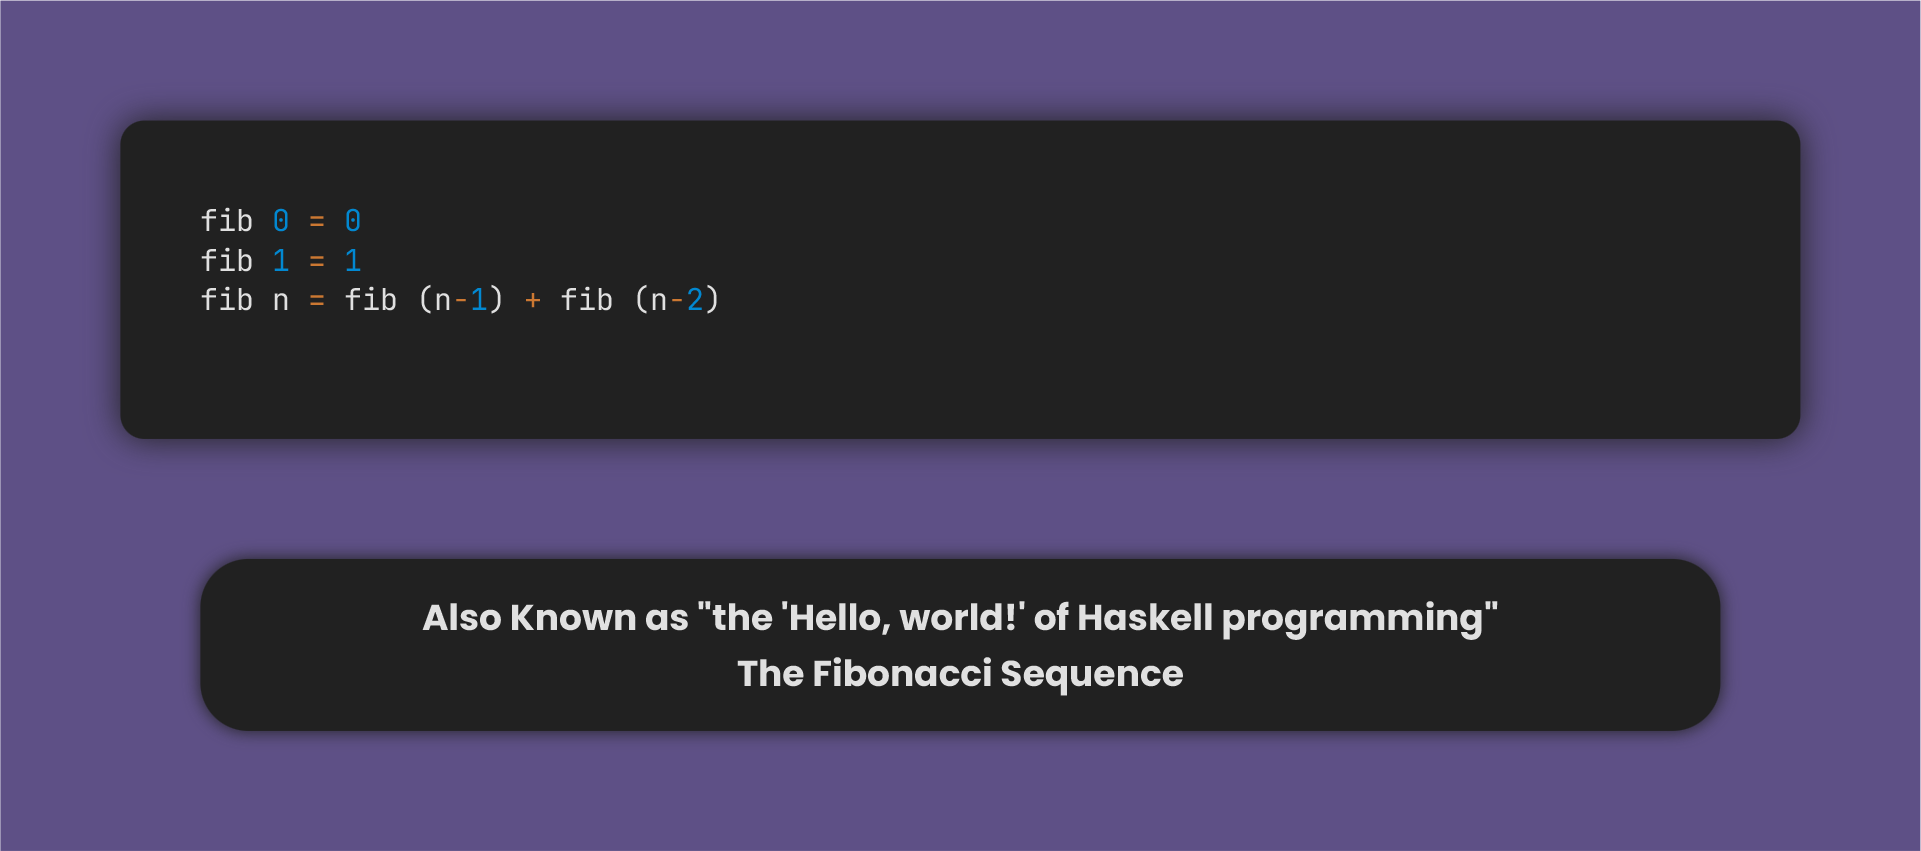 fib 0 = 0
fib 1 = 1
fib n = fib (n-1) + fib (n-2)
Also Known as "the 'Hello, world!' of Haskell programming"
The Fibonacci Sequence